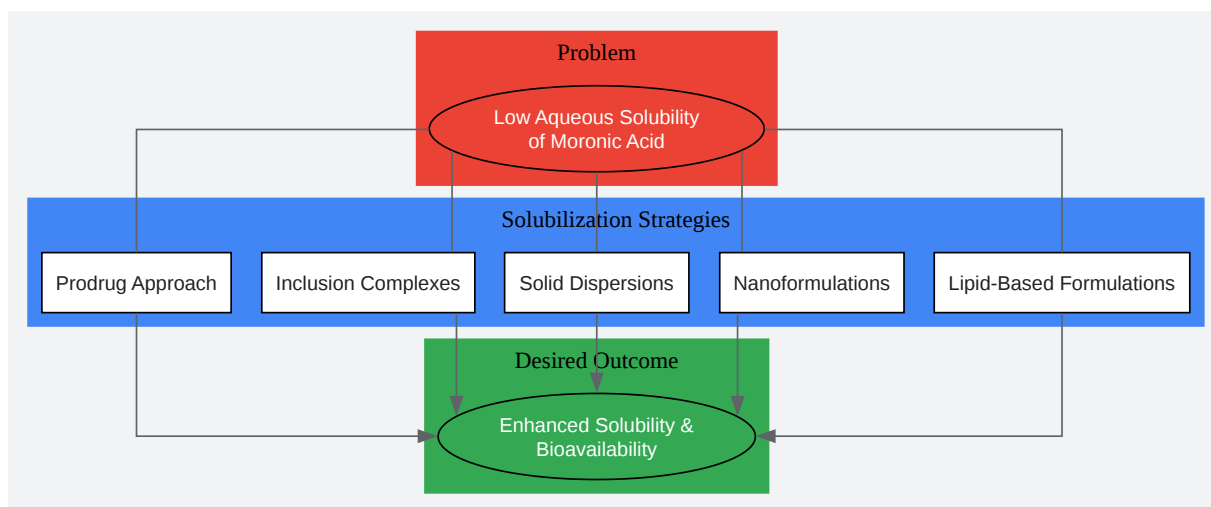 Problem
Low Aqueous Solubility
of Moronic Acid
Solubilization Strategies
Prodrug Approach
Inclusion Complexes
Solid Dispersions
Nanoformulations
Lipid-Based Formulations
Desired Outcome
Enhanced Solubility &
Bioavailability